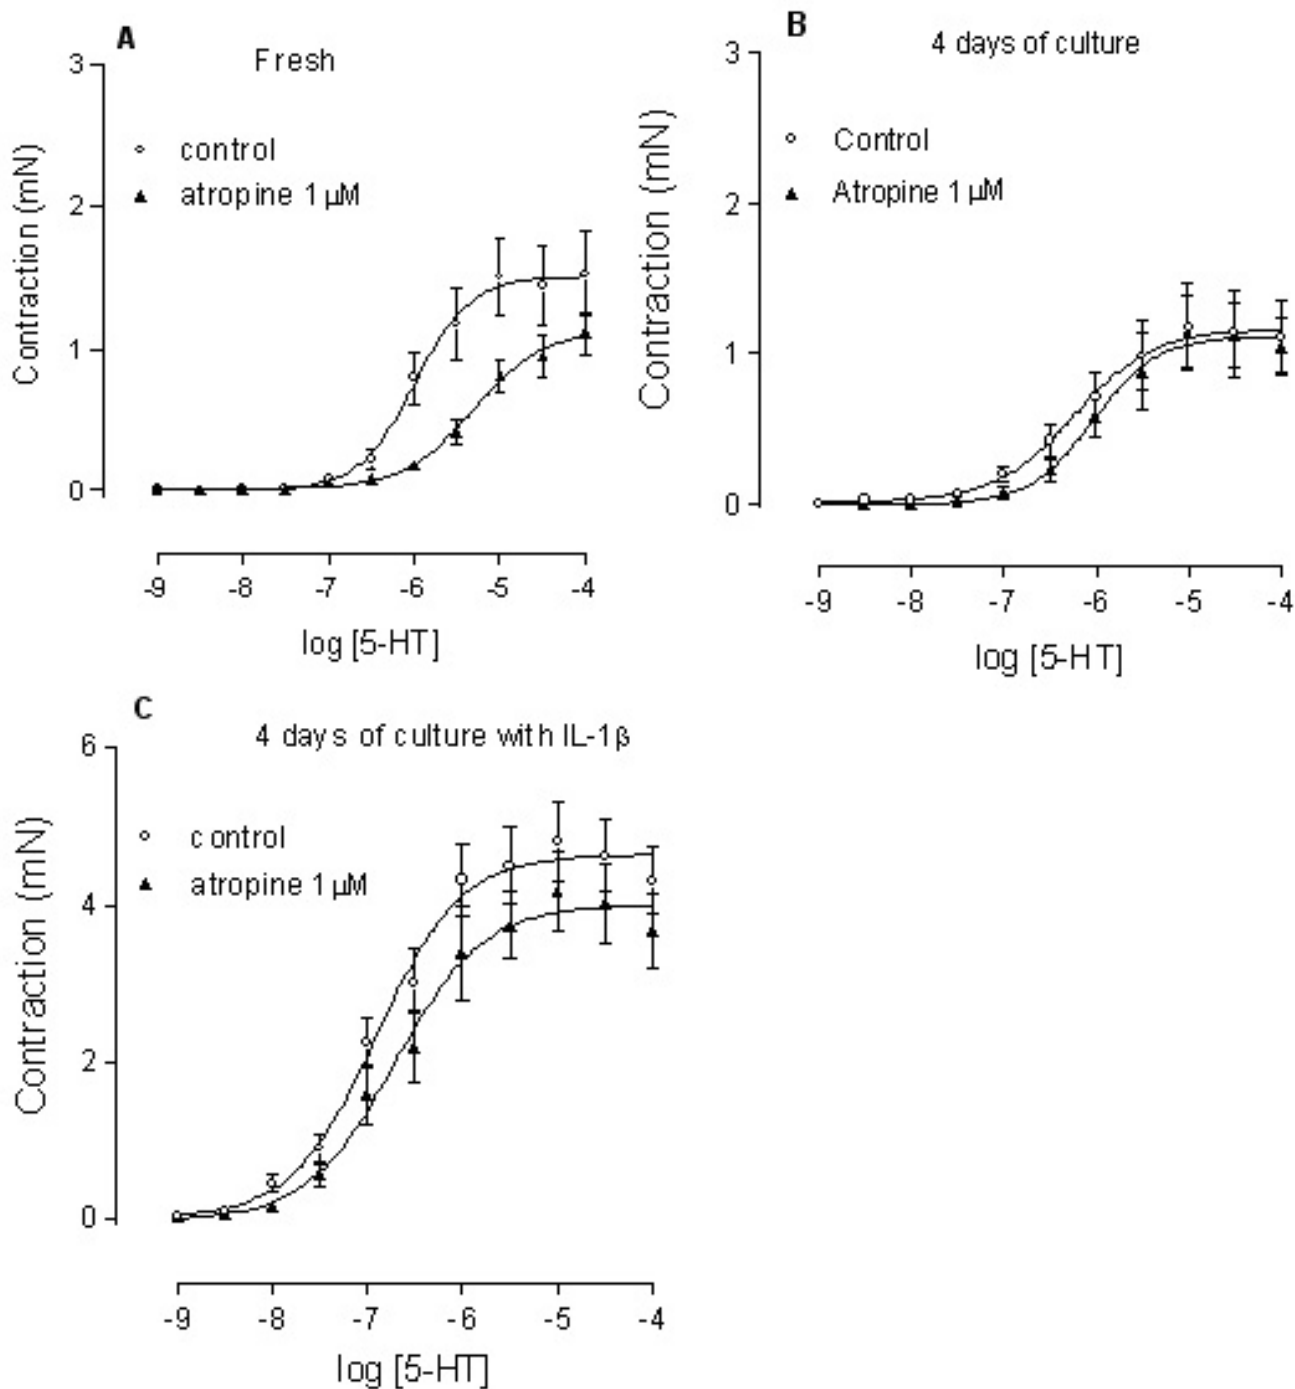 A
Fresh
3
2
1
0
Contraction (mN)
control
atropine 1 µM
-9 -8 -7 -6 -5 -4
log [5-HT]
B
4 days of culture
3
2
1
0
Contraction (mN)
Control
Atropine 1 µM
-9 -8 -7 -6 -5 -4
log [5-HT]
C
4 days of culture with IL-1β
6
4
2
0
Contraction (mN)
control
atropine 1 µM
-9 -8 -7 -6 -5 -4
log [5-HT]